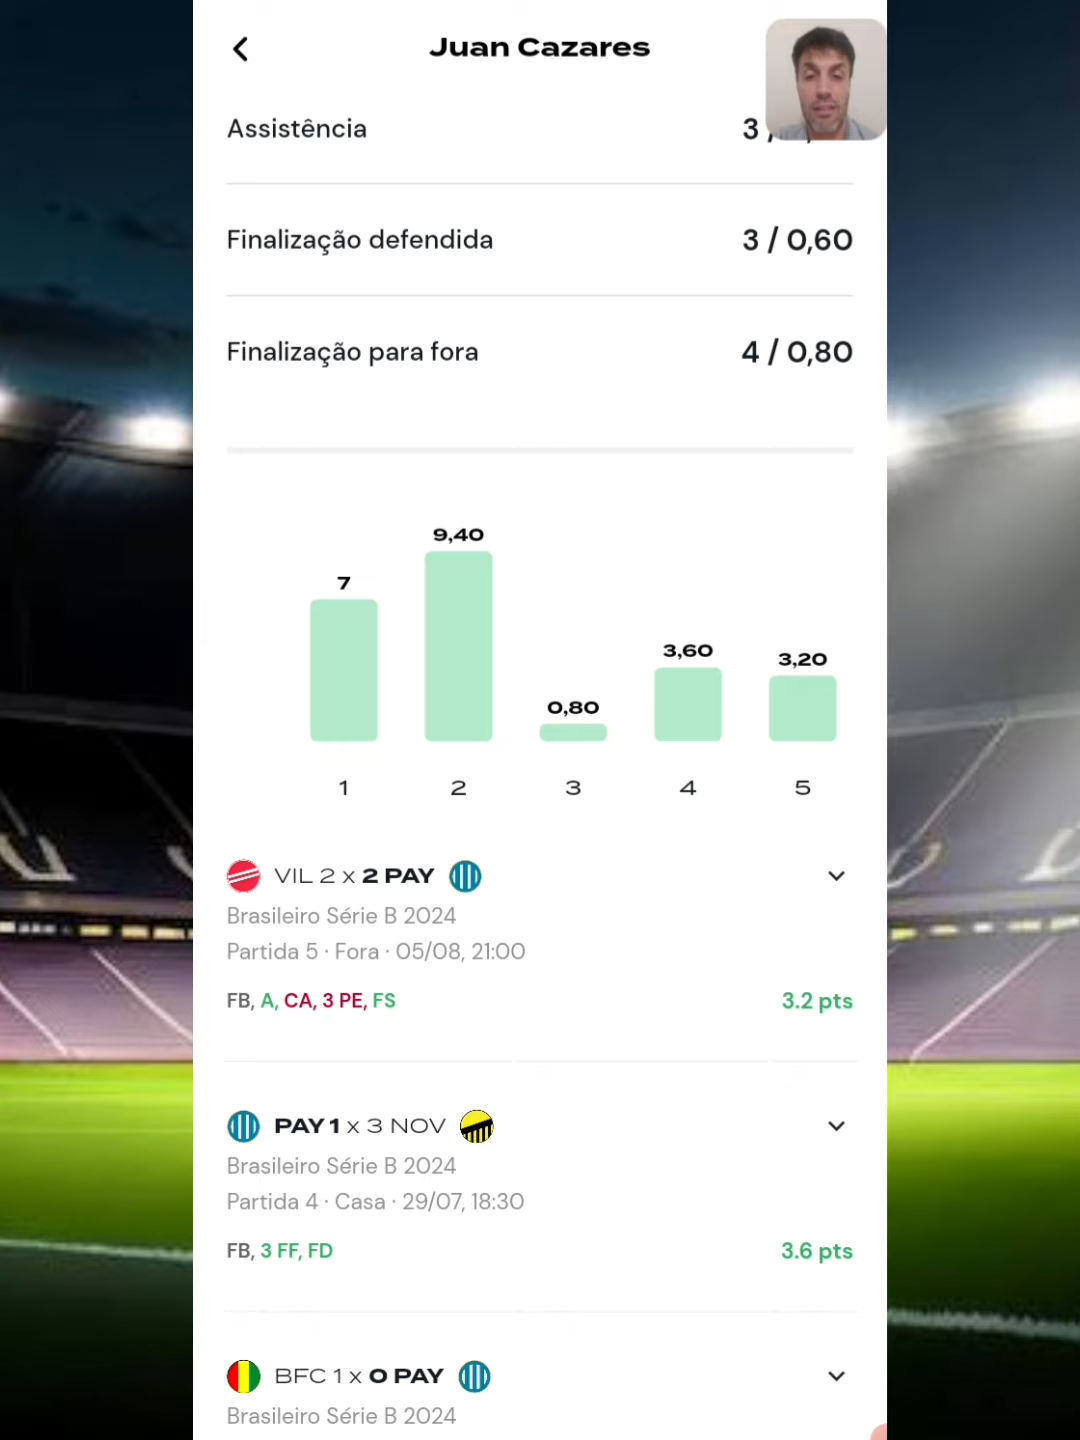 Juan Cazares
Assistência 3 /
Finalização defendida 3 / 0,60
Finalização para fora 4 / 0,80
7 9,40 0,80 3,60 3,20
1 2 3 4 5
VIL 2 x 2 PAY
Brasileiro Série B 2024
Partida 5 · Fora · 05/08, 21:00
FB, A, CA, 3 PE, FS 3.2 pts
PAY 1 x 3 NOV
Brasileiro Série B 2024
Partida 4 · Casa · 29/07, 18:30
FB, 3 FF, FD 3.6 pts
BFC 1 x 0 PAY
Brasileiro Série B 2024